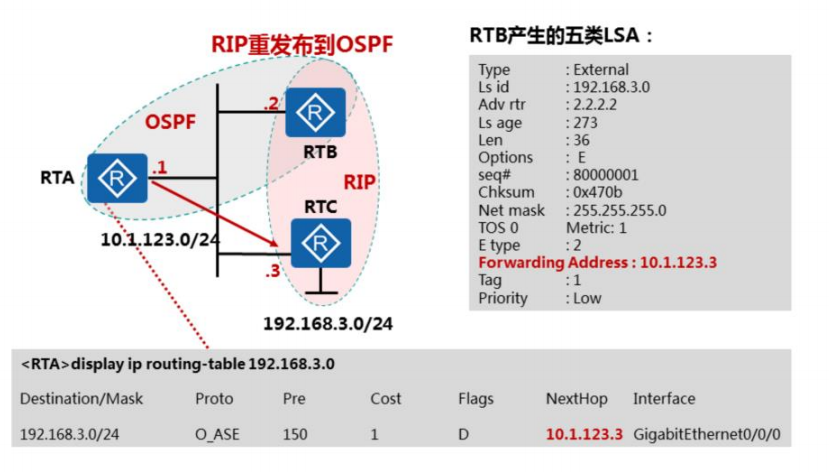 RIP重发布到OSPF
.2
OSPF
R
RTB
.1
RTA
R
RIP
RTC
R
10.1.123.0/24
.3
192.168.3.0/24
RTB产生的五类LSA：
Type : External
Ls id : 192.168.3.0
Adv rtr : 2.2.2.2
Ls age : 273
Len : 36
Options : E
seq# : 80000001
Chksum : 0x470b
Net mask : 255.255.255.0
TOS 0 Metric: 1
E type : 2
Forwarding Address : 10.1.123.3
Tag : 1
Priority : Low
<RTA>display ip routing-table 192.168.3.0
Destination/Mask Proto Pre Cost Flags NextHop Interface
192.168.3.0/24 O_ASE 150 1 D 10.1.123.3 GigabitEthernet0/0/0